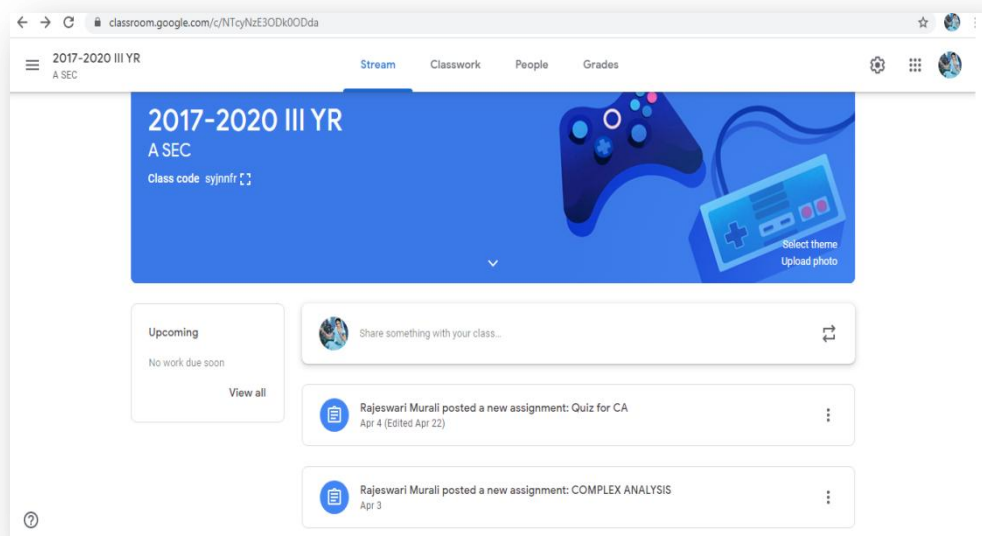 classroom.google.com/c/NTcyNzE3ODk0ODda
2017-2020 III YR
A SEC
Stream Classwork People Grades
2017-2020 III YR
A SEC
Class code syjnnfr
Select theme
Upload photo
Upcoming
No work due soon
View all
Share something with your class...
Rajeswari Murali posted a new assignment: Quiz for CA
Apr 4 (Edited Apr 22)
Rajeswari Murali posted a new assignment: COMPLEX ANALYSIS
Apr 3